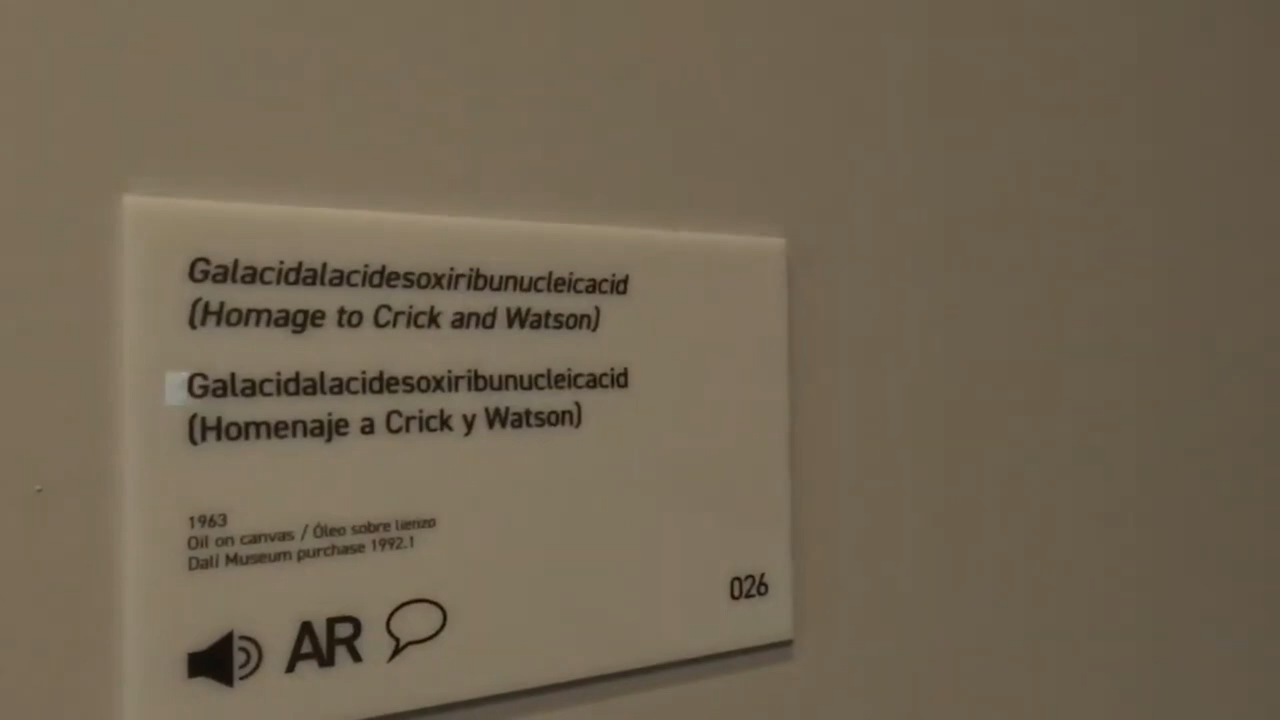 Galacidalacidesoxiribunucleicacid
(Homage to Crick and Watson)
Galacidalacidesoxiribunucleicacid
(Homenaje a Crick y Watson)
1963
Oil on canvas / Óleo sobre lienzo
Dalí Museum purchase 1992.1
026
AR